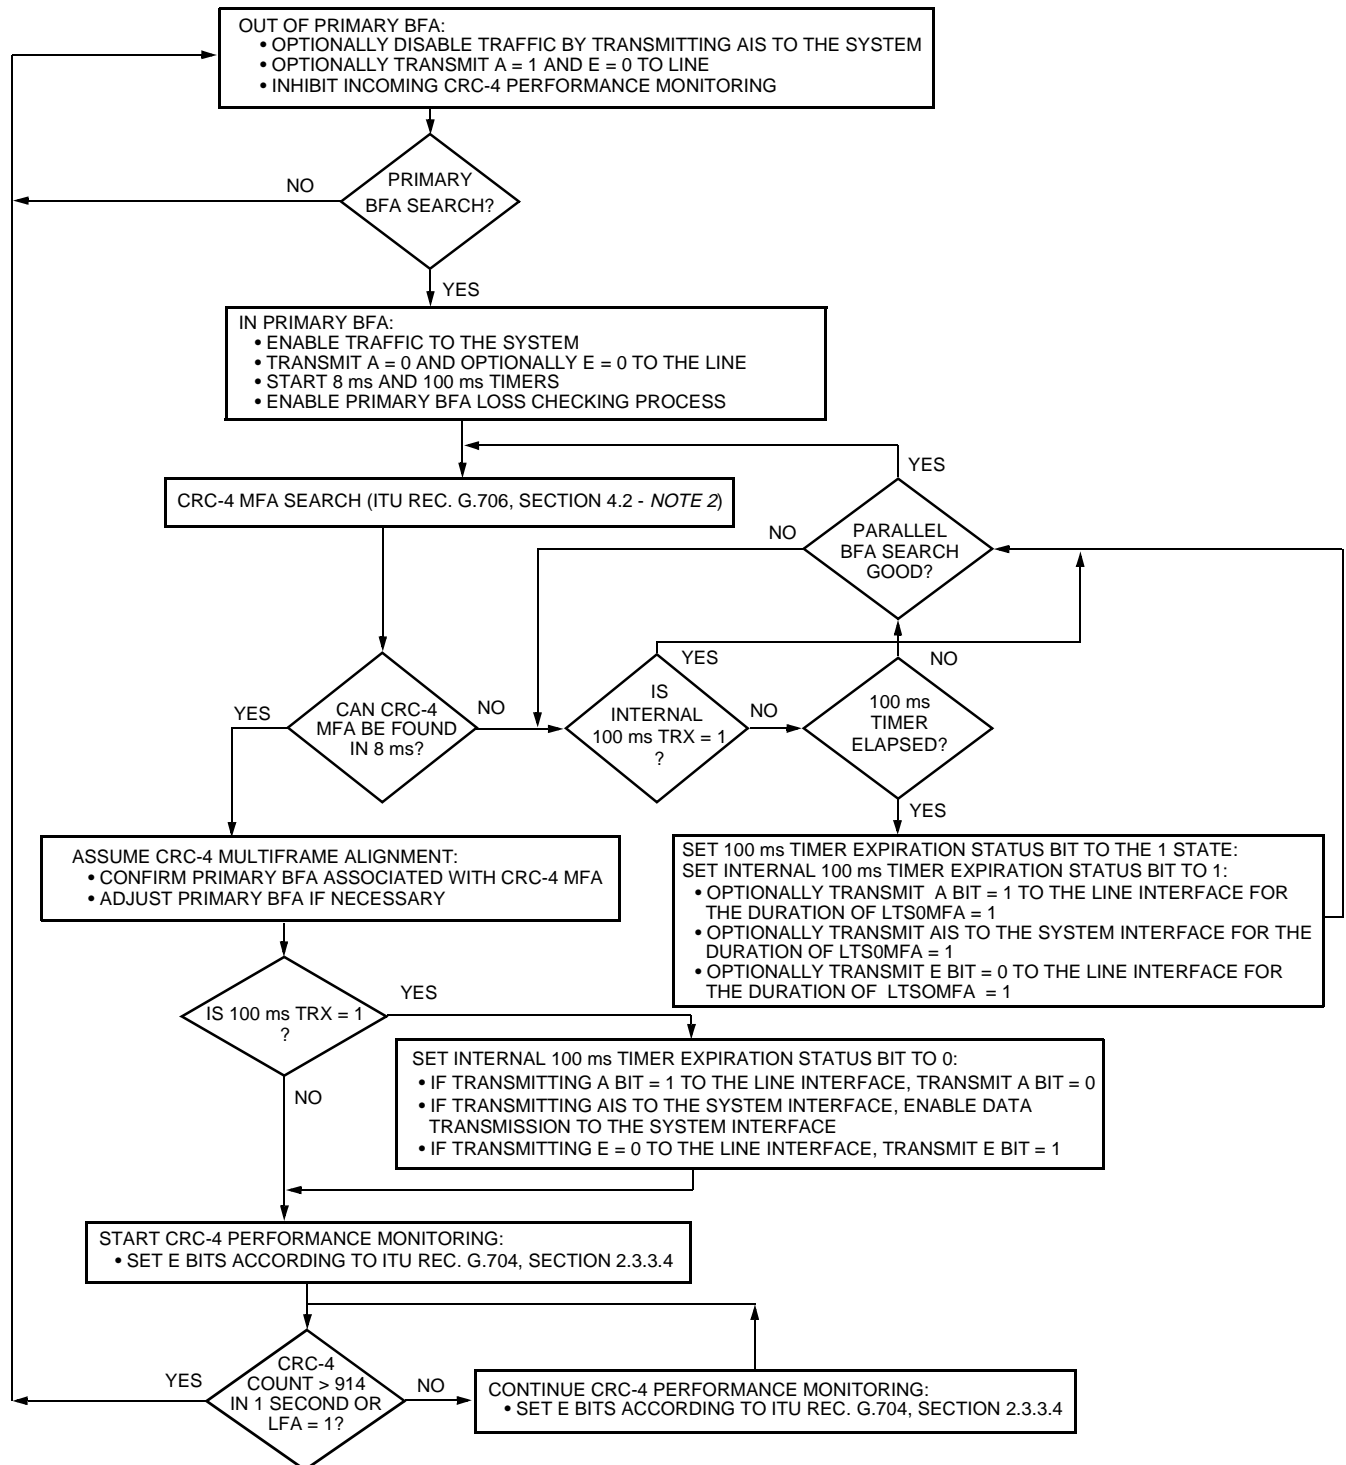 OUT OF PRIMARY BFA:
• OPTIONALLY DISABLE TRAFFIC BY TRANSMITTING AIS TO THE SYSTEM
• OPTIONALLY TRANSMIT A = 1 AND E = 0 TO LINE
• INHIBIT INCOMING CRC-4 PERFORMANCE MONITORING
NO
PRIMARY
BFA SEARCH?
YES
IN PRIMARY BFA:
• ENABLE TRAFFIC TO THE SYSTEM
• TRANSMIT A = 0 AND OPTIONALLY E = 0 TO THE LINE
• START 8 ms AND 100 ms TIMERS
• ENABLE PRIMARY BFA LOSS CHECKING PROCESS
YES
CRC-4 MFA SEARCH (ITU REC. G.706, SECTION 4.2 - NOTE 2)
NO
PARALLEL
BFA SEARCH
GOOD?
YES
NO
YES
CAN CRC-4
MFA BE FOUND
IN 8 ms?
NO
IS
INTERNAL
100 ms TRX = 1
?
NO
100 ms
TIMER
ELAPSED?
YES
ASSUME CRC-4 MULTIFRAME ALIGNMENT:
• CONFIRM PRIMARY BFA ASSOCIATED WITH CRC-4 MFA
• ADJUST PRIMARY BFA IF NECESSARY
SET 100 ms TIMER EXPIRATION STATUS BIT TO THE 1 STATE:
SET INTERNAL 100 ms TIMER EXPIRATION STATUS BIT TO 1:
• OPTIONALLY TRANSMIT A BIT = 1 TO THE LINE INTERFACE FOR
THE DURATION OF LTS0MFA = 1
• OPTIONALLY TRANSMIT AIS TO THE SYSTEM INTERFACE FOR THE
DURATION OF LTS0MFA = 1
• OPTIONALLY TRANSMIT E BIT = 0 TO THE LINE INTERFACE FOR
THE DURATION OF LTSOMFA = 1
IS 100 ms TRX = 1
?
YES
NO
SET INTERNAL 100 ms TIMER EXPIRATION STATUS BIT TO 0:
• IF TRANSMITTING A BIT = 1 TO THE LINE INTERFACE, TRANSMIT A BIT = 0
• IF TRANSMITTING AIS TO THE SYSTEM INTERFACE, ENABLE DATA
TRANSMISSION TO THE SYSTEM INTERFACE
• IF TRANSMITTING E = 0 TO THE LINE INTERFACE, TRANSMIT E BIT = 1
START CRC-4 PERFORMANCE MONITORING:
• SET E BITS ACCORDING TO ITU REC. G.704, SECTION 2.3.3.4
YES
CRC-4
COUNT > 914
IN 1 SECOND OR
LFA = 1?
NO
CONTINUE CRC-4 PERFORMANCE MONITORING:
• SET E BITS ACCORDING TO ITU REC. G.704, SECTION 2.3.3.4